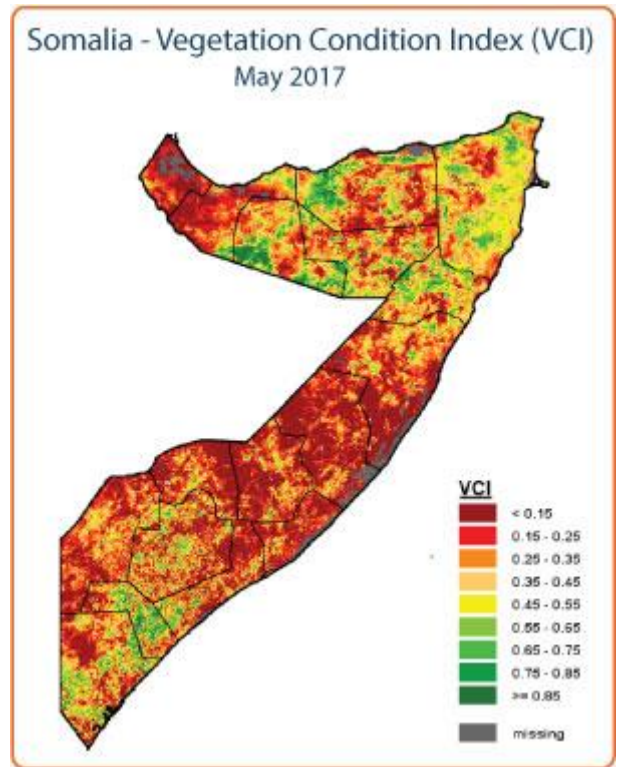 Somalia - Vegetation Condition Index (VCI)
May 2017
VCI
< 0.15
0.15 - 0.25
0.25 - 0.35
0.35 - 0.45
0.45 - 0.55
0.55 - 0.65
0.65 - 0.75
0.75 - 0.85
>= 0.85
missing